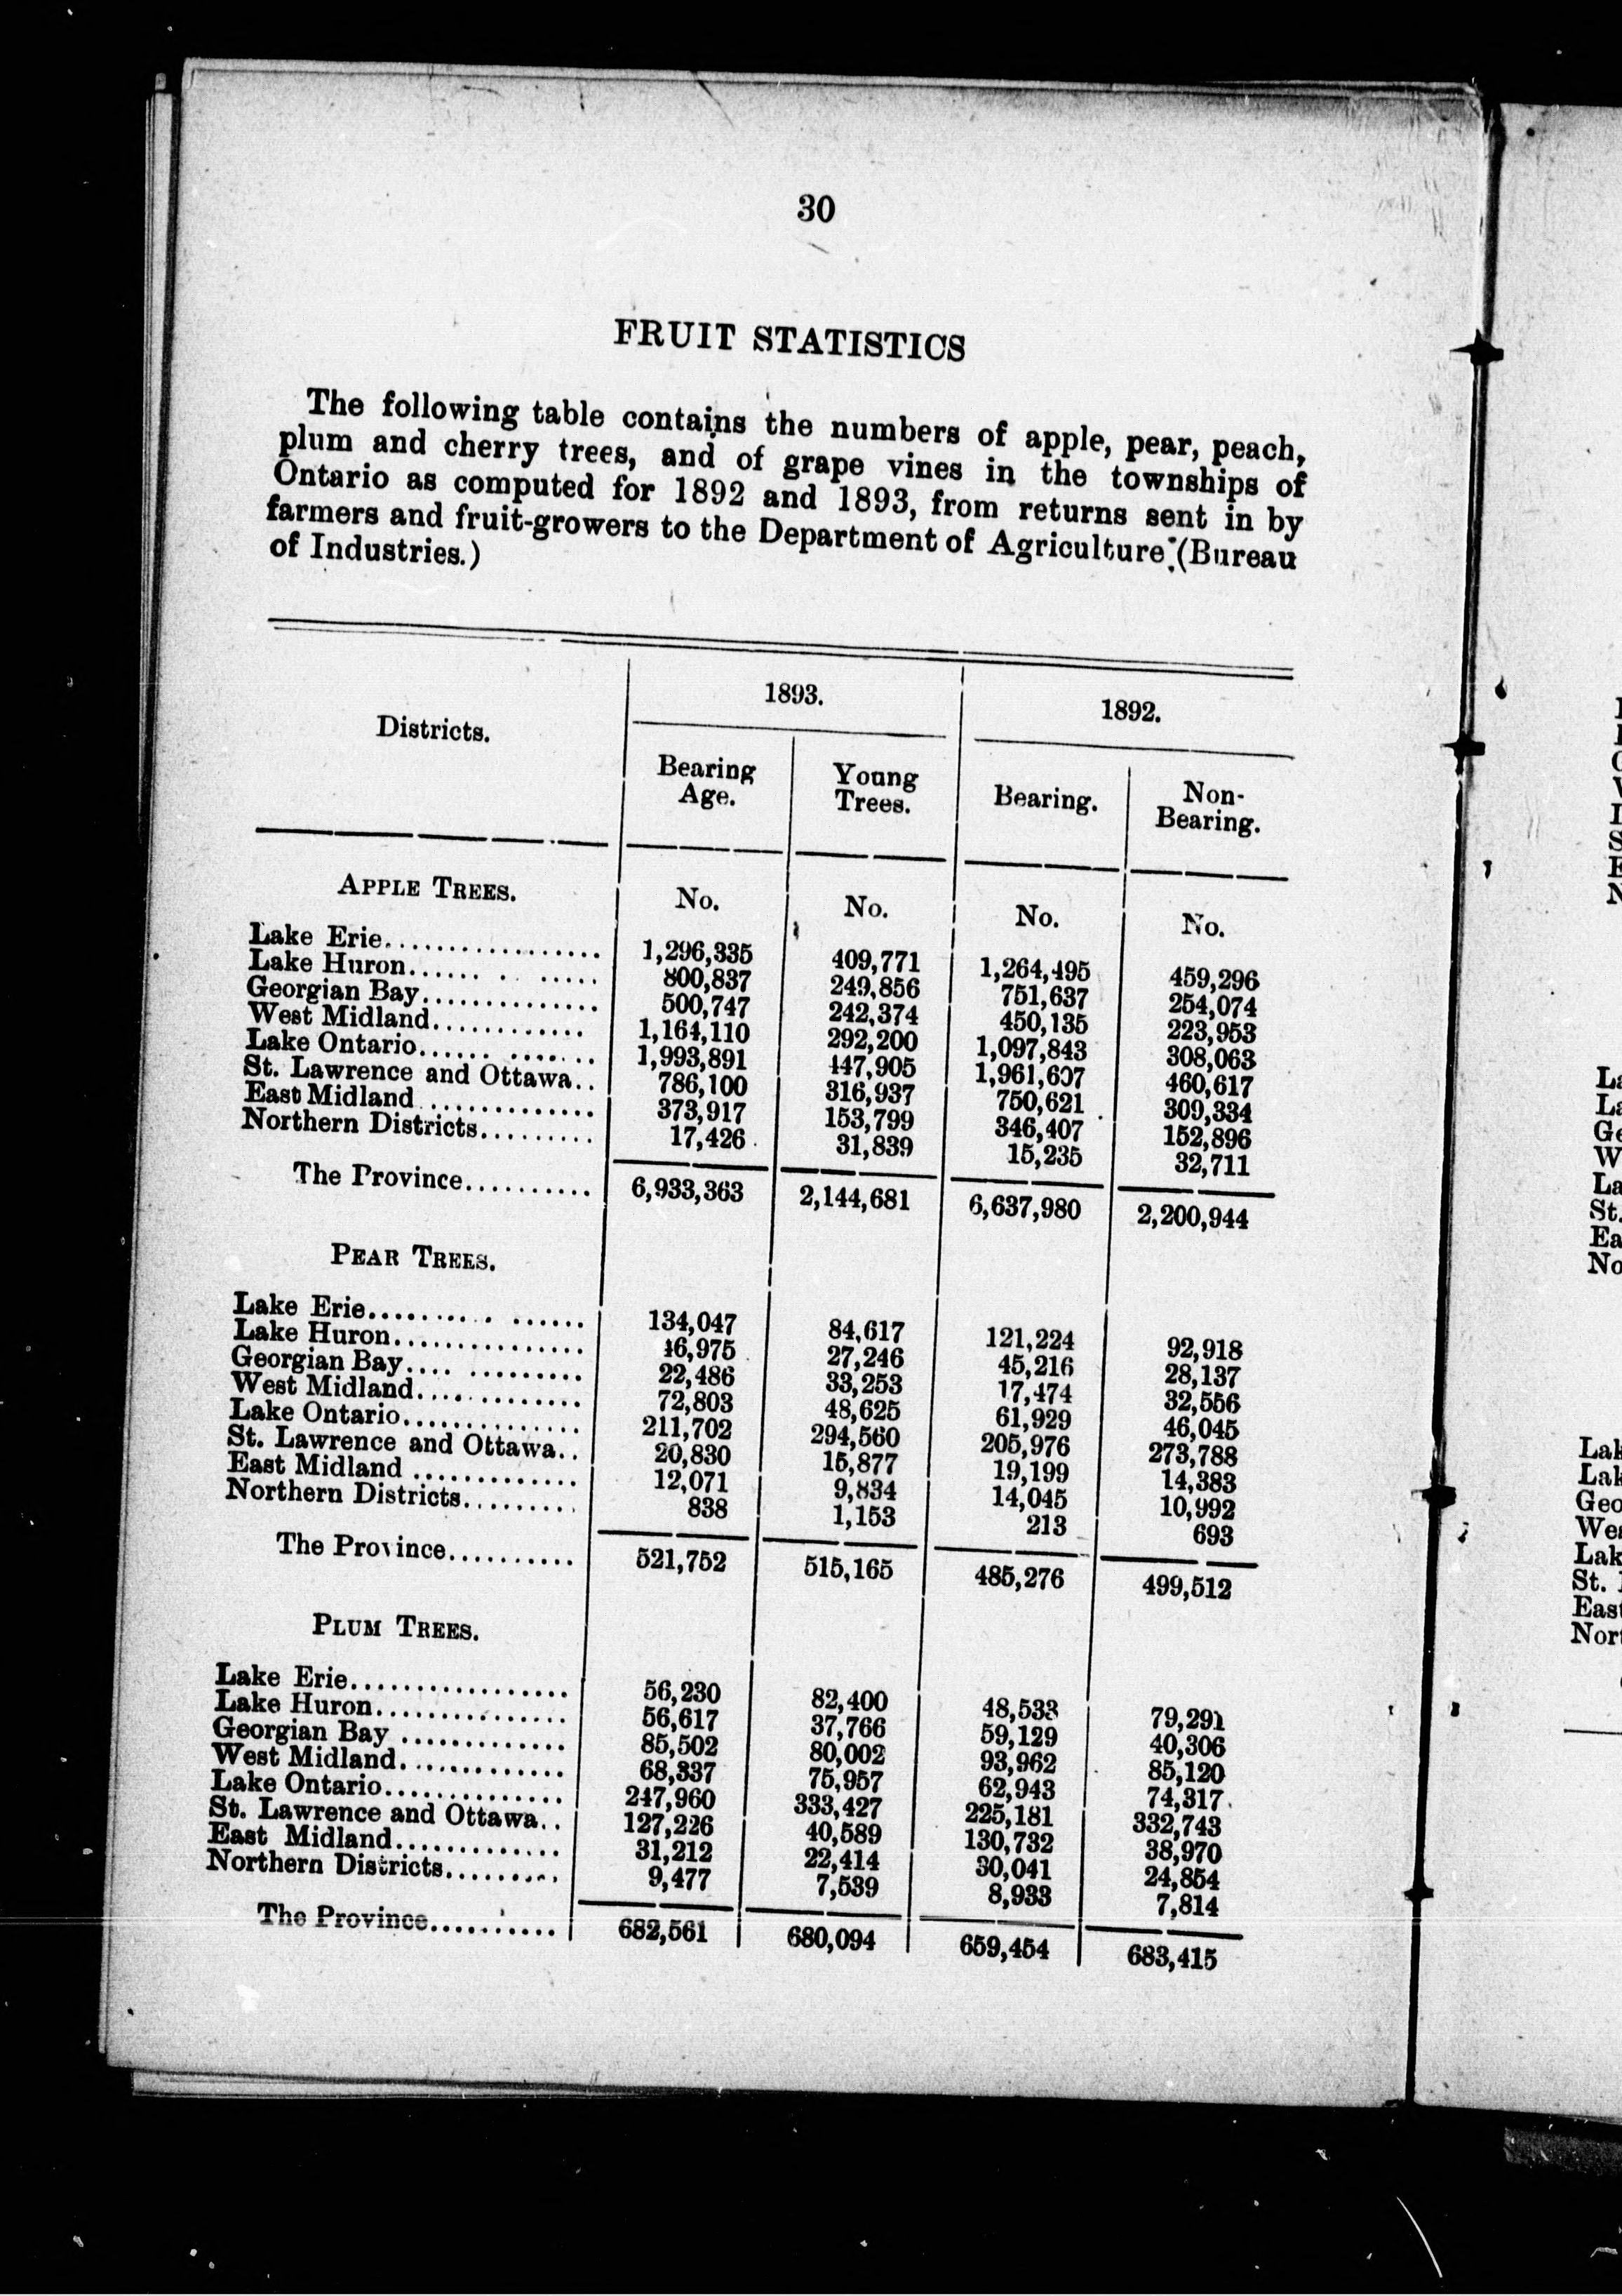 30
FRUIT STATISTICS
The following table contains the numbers of apple, pear, peach,
plum and cherry trees, and of grape vines in the townships of
Ontario as computed for 1892 and 1893, from returns sent in by
farmers and fruit-growers to the Department of Agriculture (Bureau
of Industries.)
Districts. 1893. 1892.
Bearing Age. Young Trees. Bearing. Non-Bearing.
APPLE TREES. No. No. No. No.
Lake Erie.................. 1,296,335 409,771 1,264,495 459,296
Lake Huron...... . ..... 800,837 249,856 751,637 254,074
Georgian Bay.............. 500,747 242,374 450,135 223,953
West Midland............ 1,164,110 292,200 1,097,843 308,063
Lake Ontario...... ....... 1,993,891 447,905 1,961,607 460,617
St. Lawrence and Ottawa.. 786,100 316,937 750,621 309,334
East Midland ............. 373,917 153,799 346,407 152,896
Northern Districts......... 17,426 31,839 15,235 32,711
The Province.......... 6,933,363 2,144,681 6,637,980 2,200,944
PEAR TREES.
Lake Erie.......... ...... 134,047 84,617 121,224 92,918
Lake Huron............... 46,975 27,246 45,216 28,137
Georgian Bay.... ......... 22,486 33,253 17,474 32,556
West Midland............. 72,803 48,625 61,929 46,045
Lake Ontario.............. 211,702 294,560 205,976 273,788
St. Lawrence and Ottawa.. 20,830 15,877 19,199 14,383
East Midland ............. 12,071 9,834 14,045 10,992
Northern Districts......... 838 1,153 213 693
The Province.......... 521,752 515,165 485,276 499,512
PLUM TREES.
Lake Erie................. 56,230 82,400 48,533 79,291
Lake Huron............... 56,617 37,766 59,129 40,306
Georgian Bay ............. 85,502 80,002 93,962 85,120
West Midland............. 68,337 75,957 62,943 74,317
Lake Ontario.............. 247,960 333,427 225,181 332,743
St. Lawrence and Ottawa.. 127,226 40,589 130,732 38,970
East Midland............. 31,212 22,414 30,041 24,854
Northern Districts......... 9,477 7,539 8,933 7,814
The Province.......... 682,561 680,094 659,454 683,415